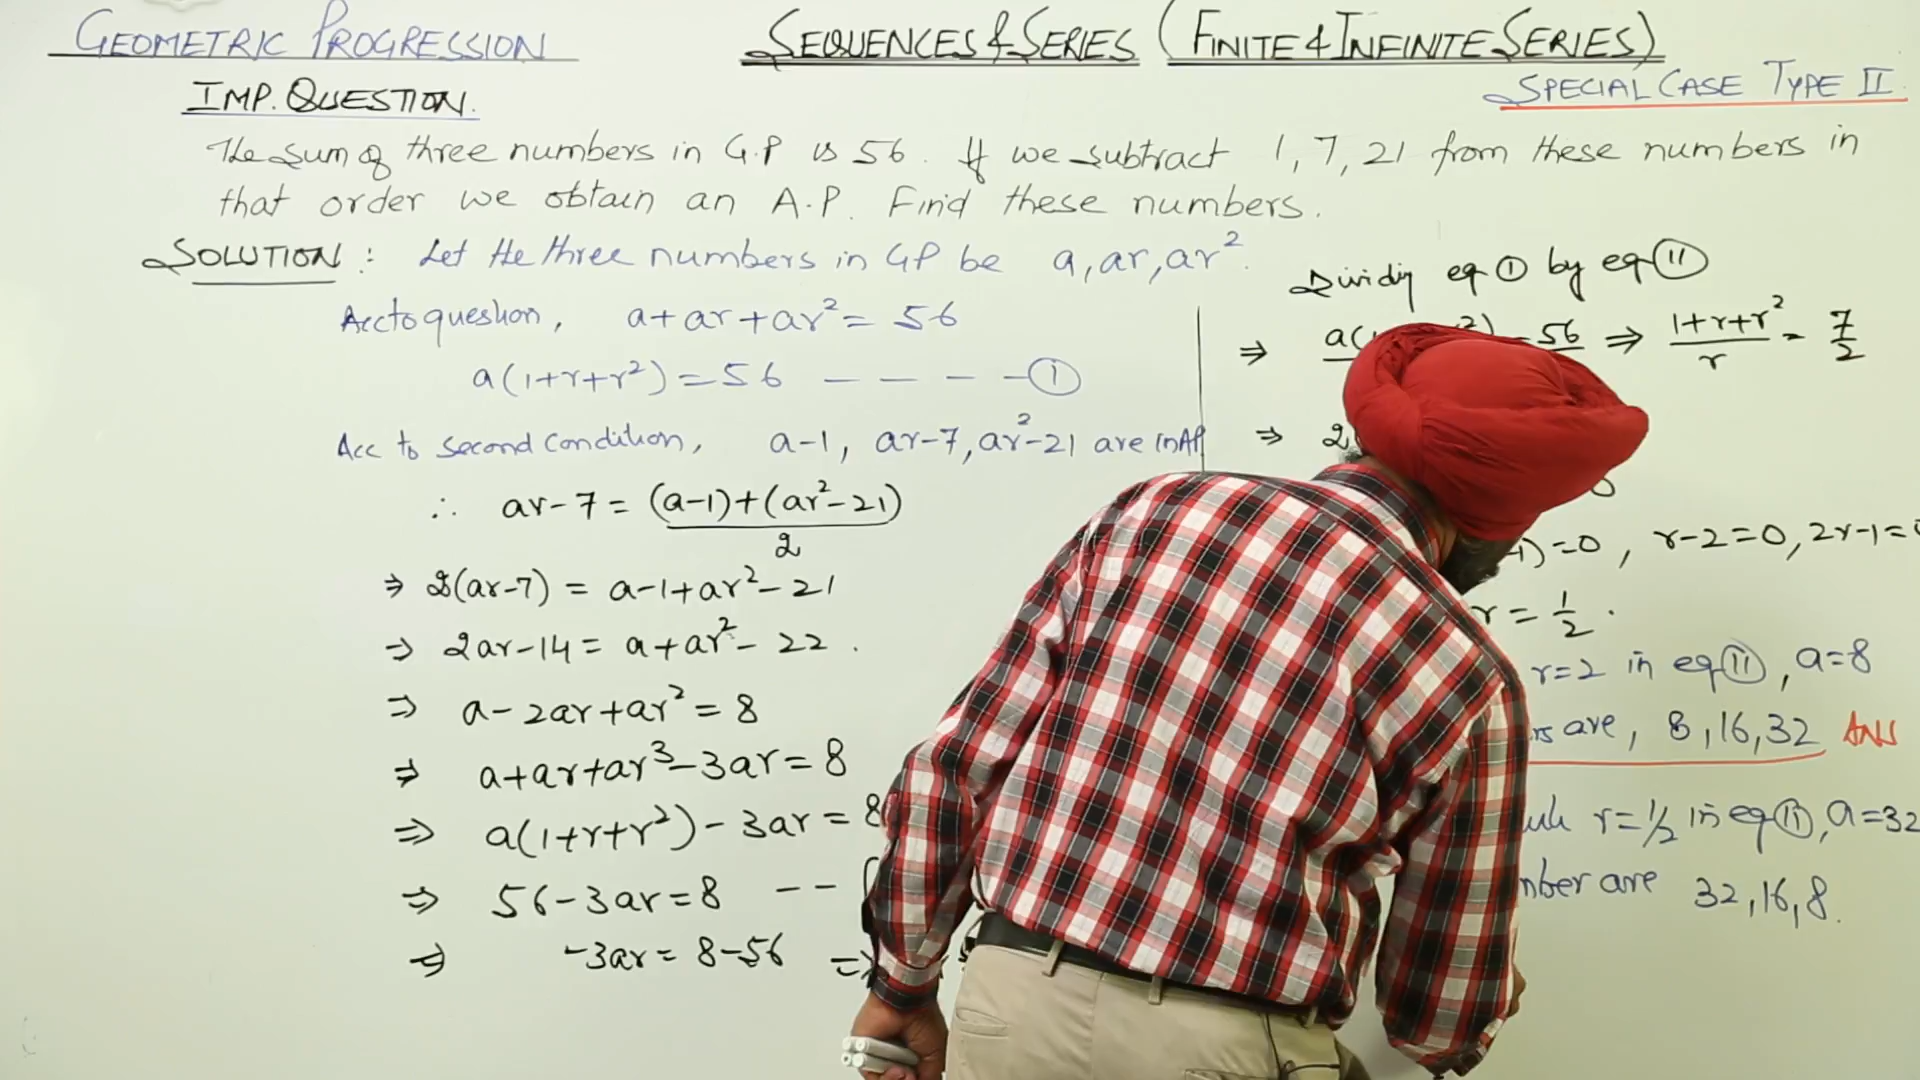 GEOMETRIC PROGRESSION
SEQUENCES & SERIES (FINITE & INFINITE SERIES)
IMP. QUESTION.
SPECIAL CASE TYPE II.
The sum of three numbers in G.P is 56. If we subtract 1, 7, 21 from these numbers in
that order we obtain an A.P. Find these numbers.
SOLUTION: Let the three numbers in GP be a, ar, ar².
Acc to question, a+ar+ar² = 56
a(1+r+r²) = 56 ---- (i)
Acc to second condition, a-1, ar-7, ar²-21 are in AP
∴ ar-7 = (a-1)+(ar²-21) / 2
⇒ 2(ar-7) = a-1+ar²-21
⇒ 2ar-14 = a+ar²-22.
⇒ a-2ar+ar² = 8
⇒ a+ar+ar³-3ar = 8
⇒ a(1+r+r²)-3ar = 8
⇒ 56-3ar = 8 --
⇒ -3ar = 8-56 ⇒
Dividing eq (i) by eq (ii)
⇒ a( ²) = 56 ⇒ 1+r+r² / r = 7/2
⇒ 2
0
-1)=0, r-2=0, 2r-1=0
r = 1/2.
r=2 in eq (ii), a=8
are, 8, 16, 32 ANS
r=1/2 in eq (ii), a=32
are 32, 16, 8.